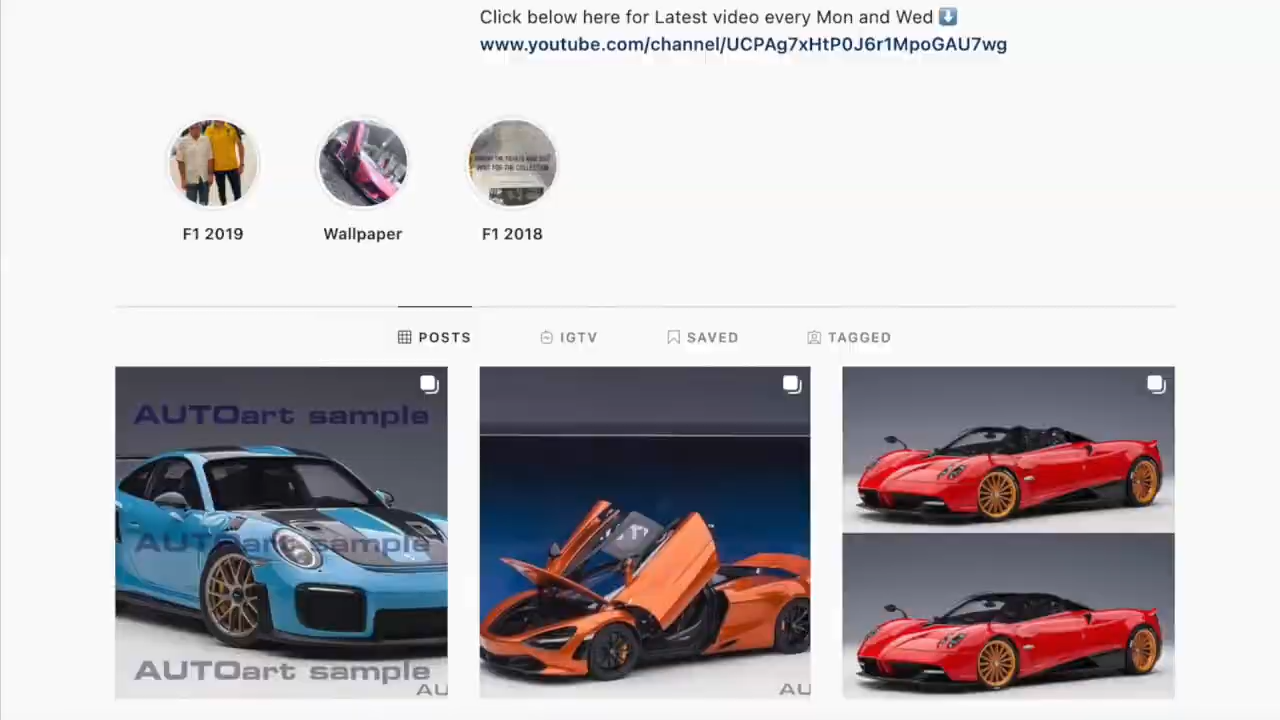 Click below here for Latest video every Mon and Wed ⬇️
www.youtube.com/channel/UCPAg7xHtP0J6r1MpoGAU7wg
F1 2019
Wallpaper
F1 2018
POSTS
IGTV
SAVED
TAGGED
AUTOart sample
AUTOart sample
AUTOart sample
AU
AU